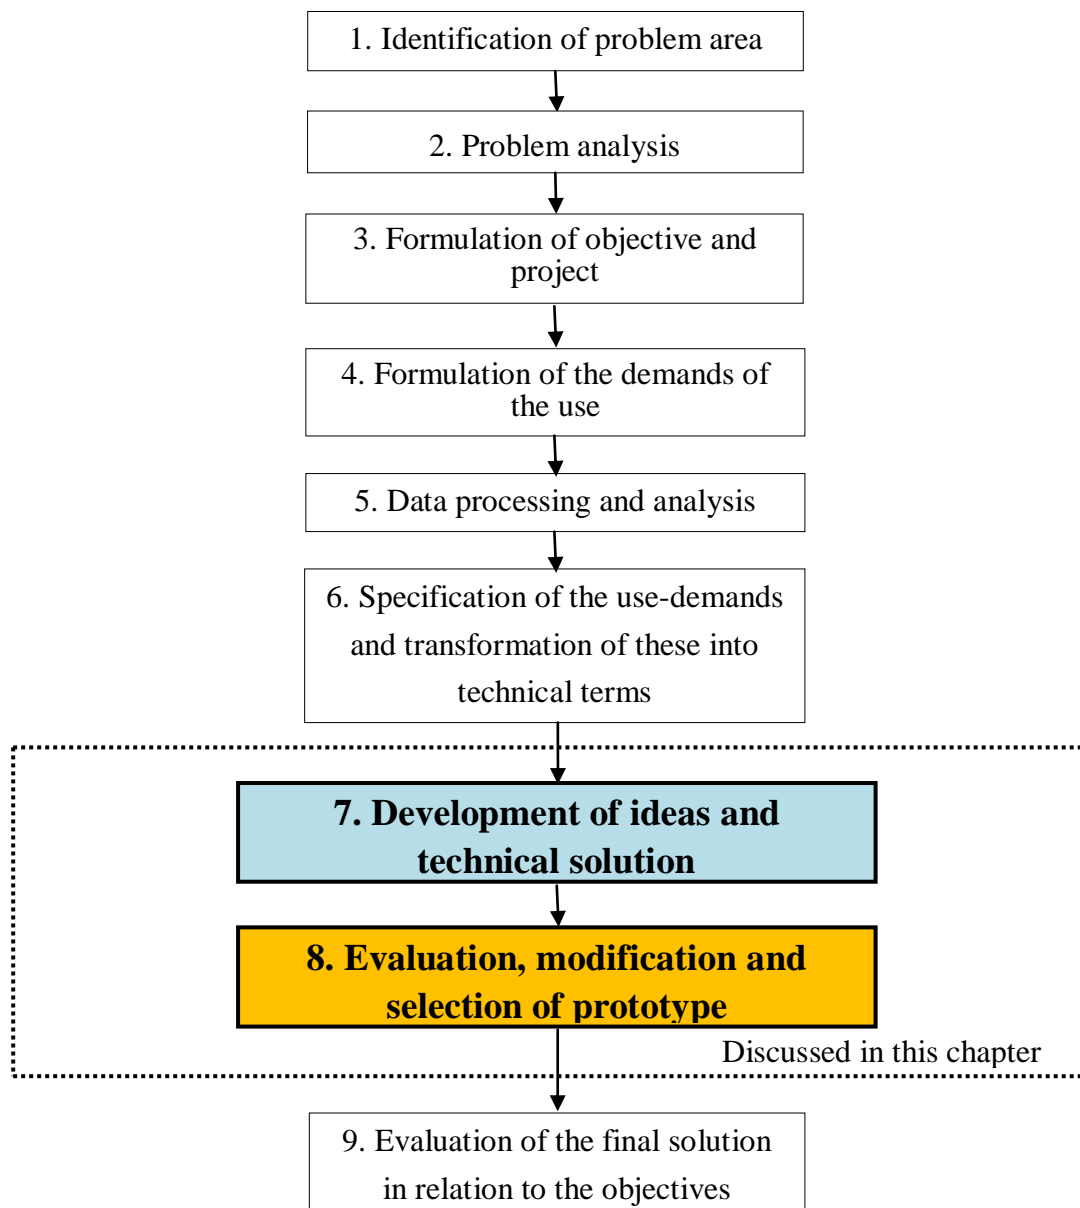 1. Identification of problem area
2. Problem analysis
3. Formulation of objective and
project
4. Formulation of the demands of
the use
5. Data processing and analysis
6. Specification of the use-demands
and transformation of these into
technical terms
7. Development of ideas and
technical solution
8. Evaluation, modification and
selection of prototype
Discussed in this chapter
9. Evaluation of the final solution
in relation to the objectives